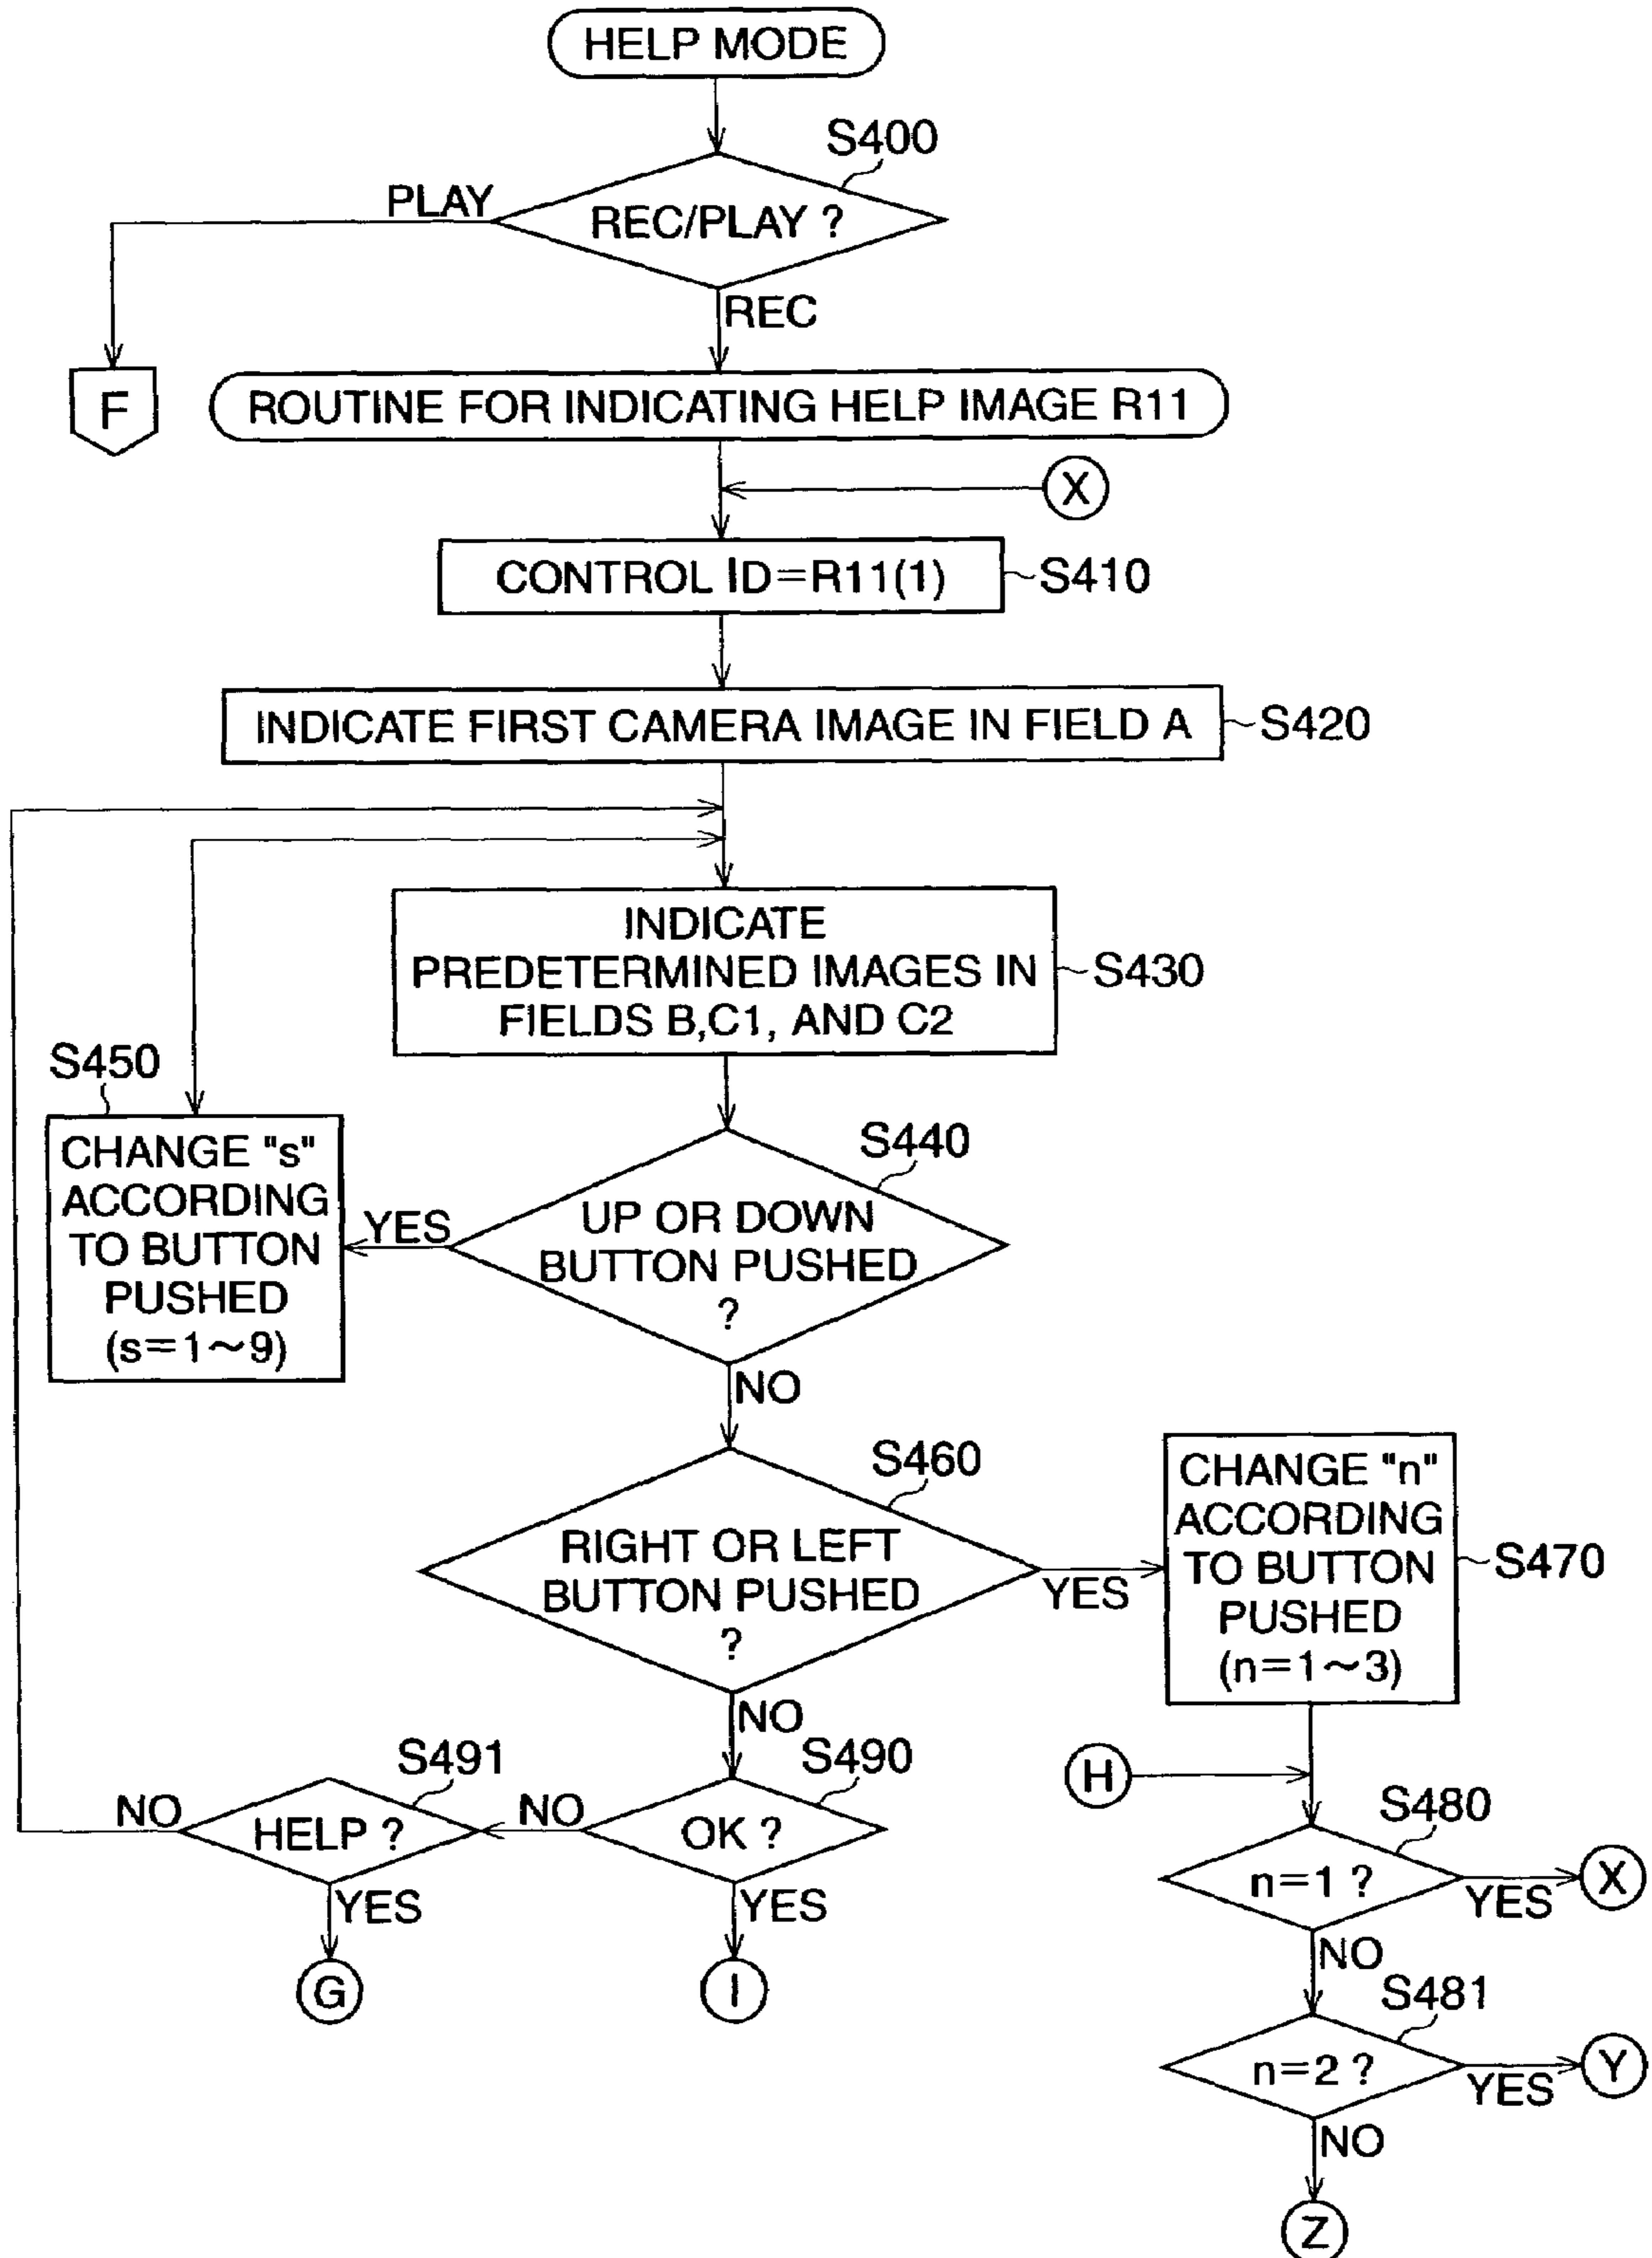 HELP MODE
S400
PLAY
REC/PLAY ?
REC
F
ROUTINE FOR INDICATING HELP IMAGE R11
X
CONTROL ID=R11(1)
S410
INDICATE FIRST CAMERA IMAGE IN FIELD A
S420
INDICATE
PREDETERMINED IMAGES IN
FIELDS B,C1, AND C2
S430
S450
CHANGE "s"
ACCORDING
TO BUTTON
PUSHED
(s=1~9)
S440
YES
UP OR DOWN
BUTTON PUSHED
?
NO
S460
RIGHT OR LEFT
BUTTON PUSHED
?
YES
CHANGE "n"
ACCORDING
TO BUTTON
PUSHED
(n=1~3)
S470
NO
S491
S490
H
NO
HELP ?
NO
OK ?
S480
YES
YES
n=1 ?
YES
X
G
I
NO
S481
n=2 ?
YES
Y
NO
Z